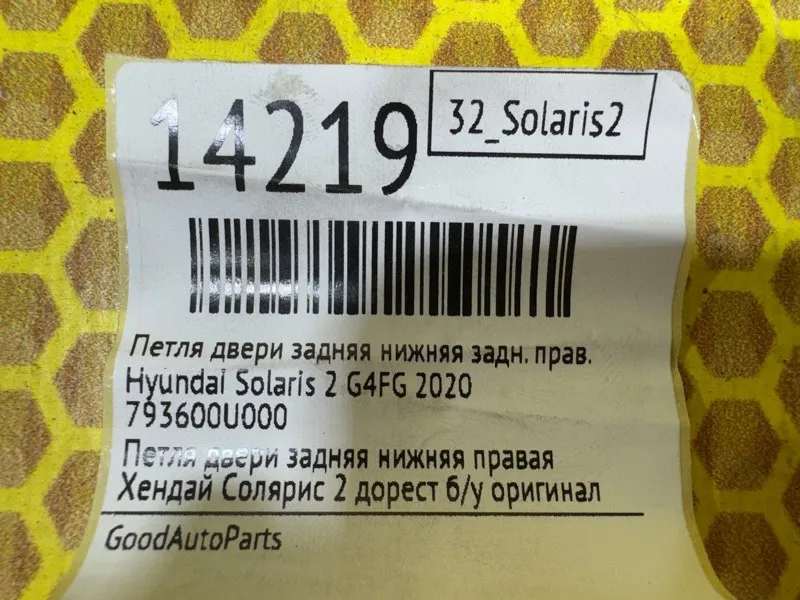 14219
32_Solaris2
Петля двери задняя нижняя задн. прав.
Hyundai Solaris 2 G4FG 2020
793600U000
Петля двери задняя нижняя правая
Хендай Солярис 2 дорест б/у оригинал
GoodAutoParts